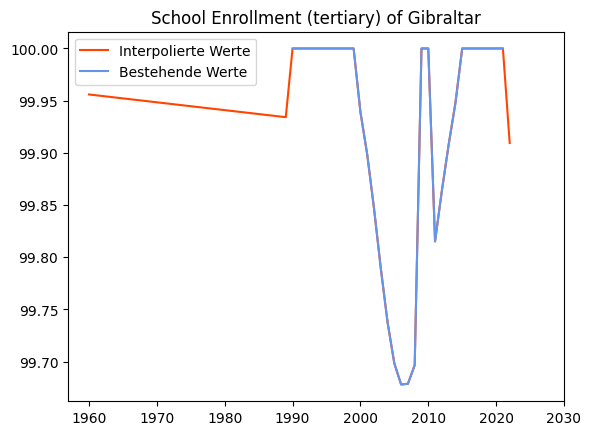 School Enrollment (tertiary) of Gibraltar
Interpolierte Werte
Bestehende Werte
100.00
99.95
99.90
99.85
99.80
99.75
99.70
1960 1970 1980 1990 2000 2010 2020 2030